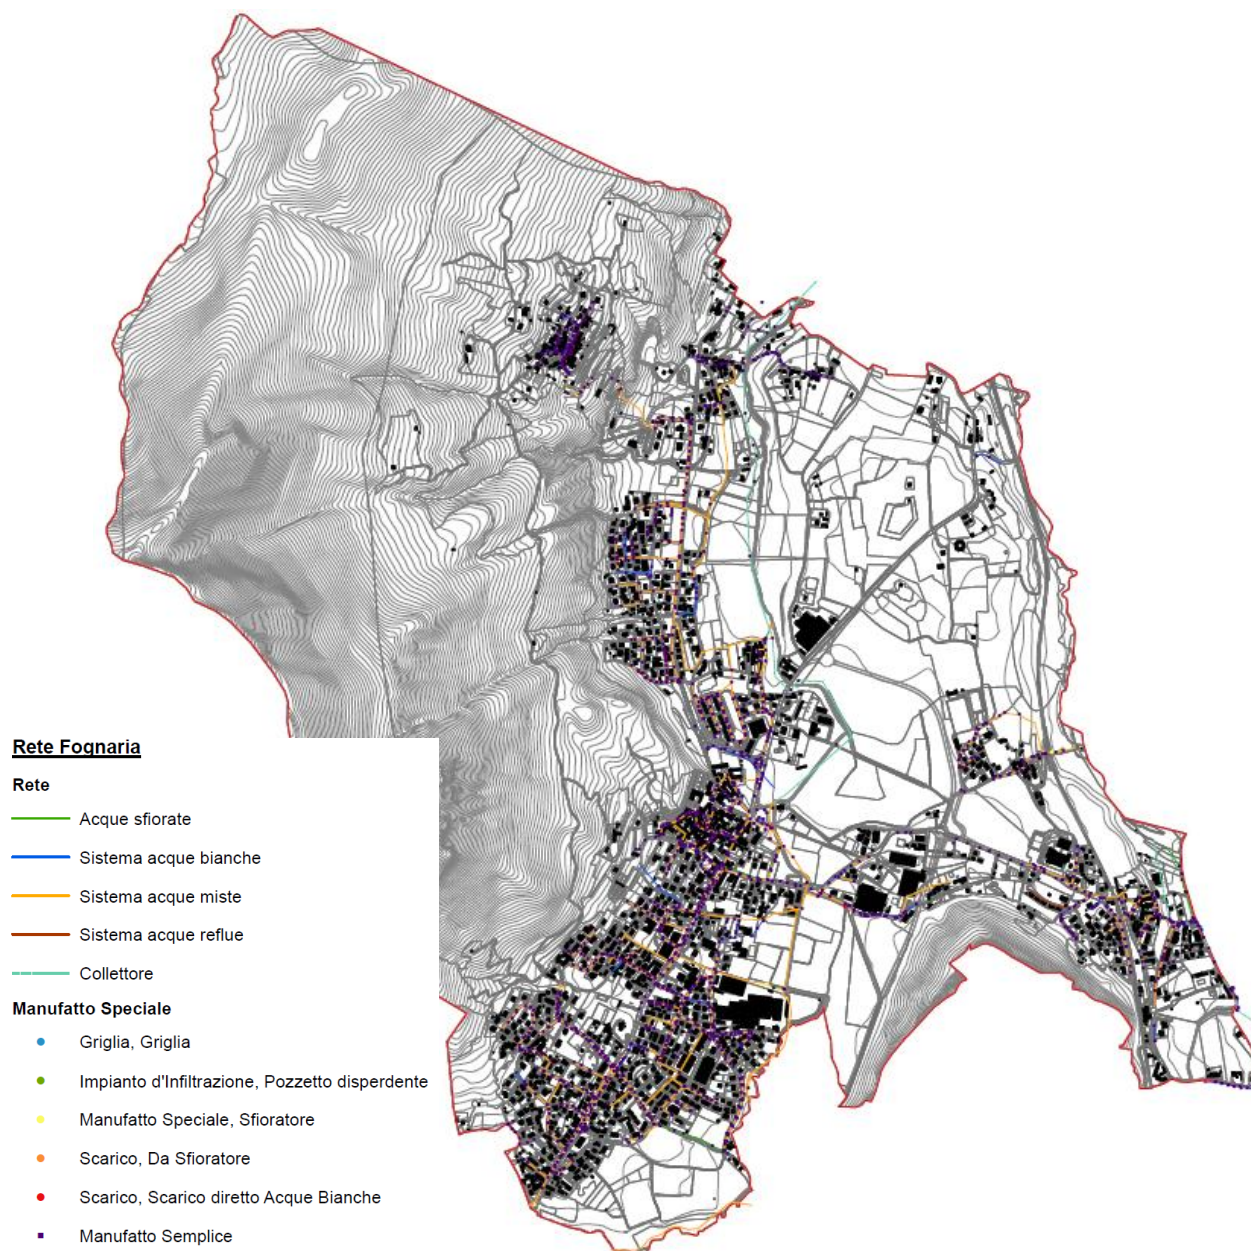 Rete Fognaria
Rete
Acque sfiorate
Sistema acque bianche
Sistema acque miste
Sistema acque reflue
Collettore
Manufatto Speciale
Griglia, Griglia
Impianto d'Infiltrazione, Pozzetto disperdente
Manufatto Speciale, Sfioratore
Scarico, Da Sfioratore
Scarico, Scarico diretto Acque Bianche
Manufatto Semplice